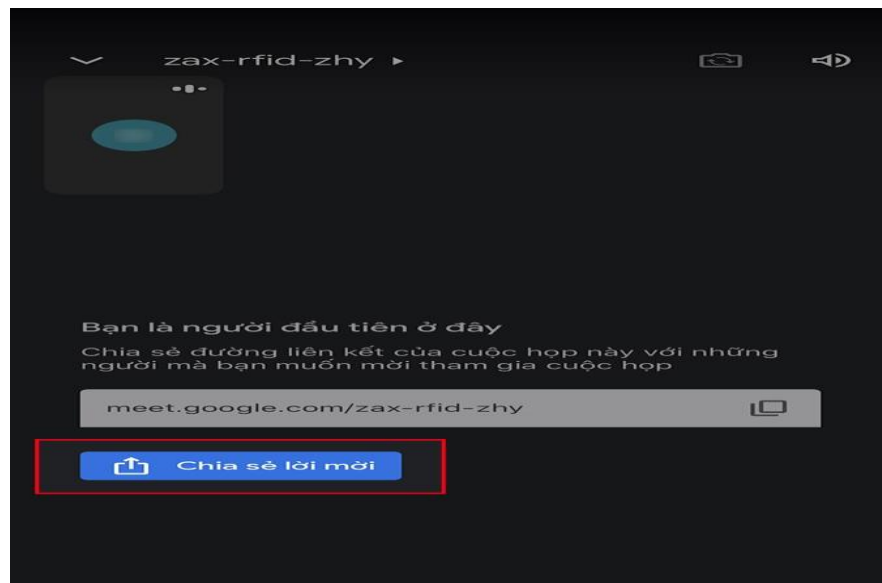 zax-rfid-zhy ▸
Bạn là người đầu tiên ở đây
Chia sẻ đường liên kết của cuộc họp này với những
người mà bạn muốn mời tham gia cuộc họp
meet.google.com/zax-rfid-zhy
Chia sẻ lời mời